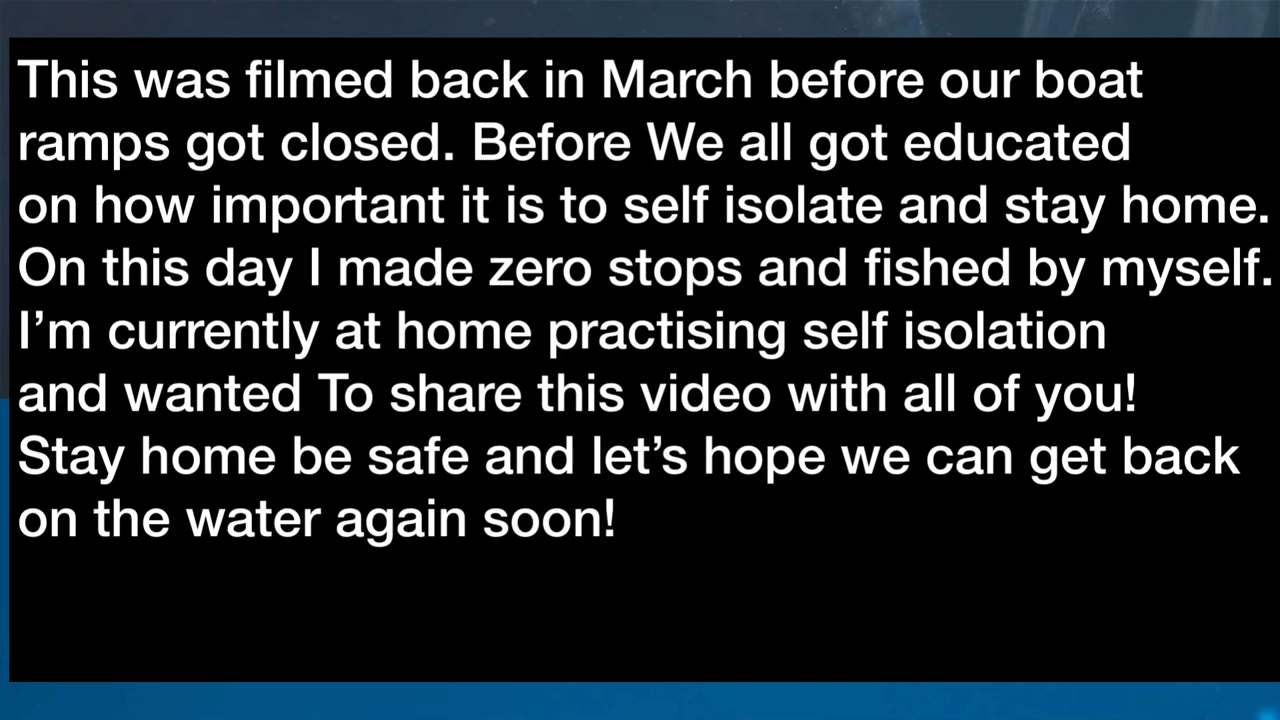 This was filmed back in March before our boat
ramps got closed. Before We all got educated
on how important it is to self isolate and stay home.
On this day I made zero stops and fished by myself.
I'm currently at home practising self isolation
and wanted To share this video with all of you!
Stay home be safe and let's hope we can get back
on the water again soon!